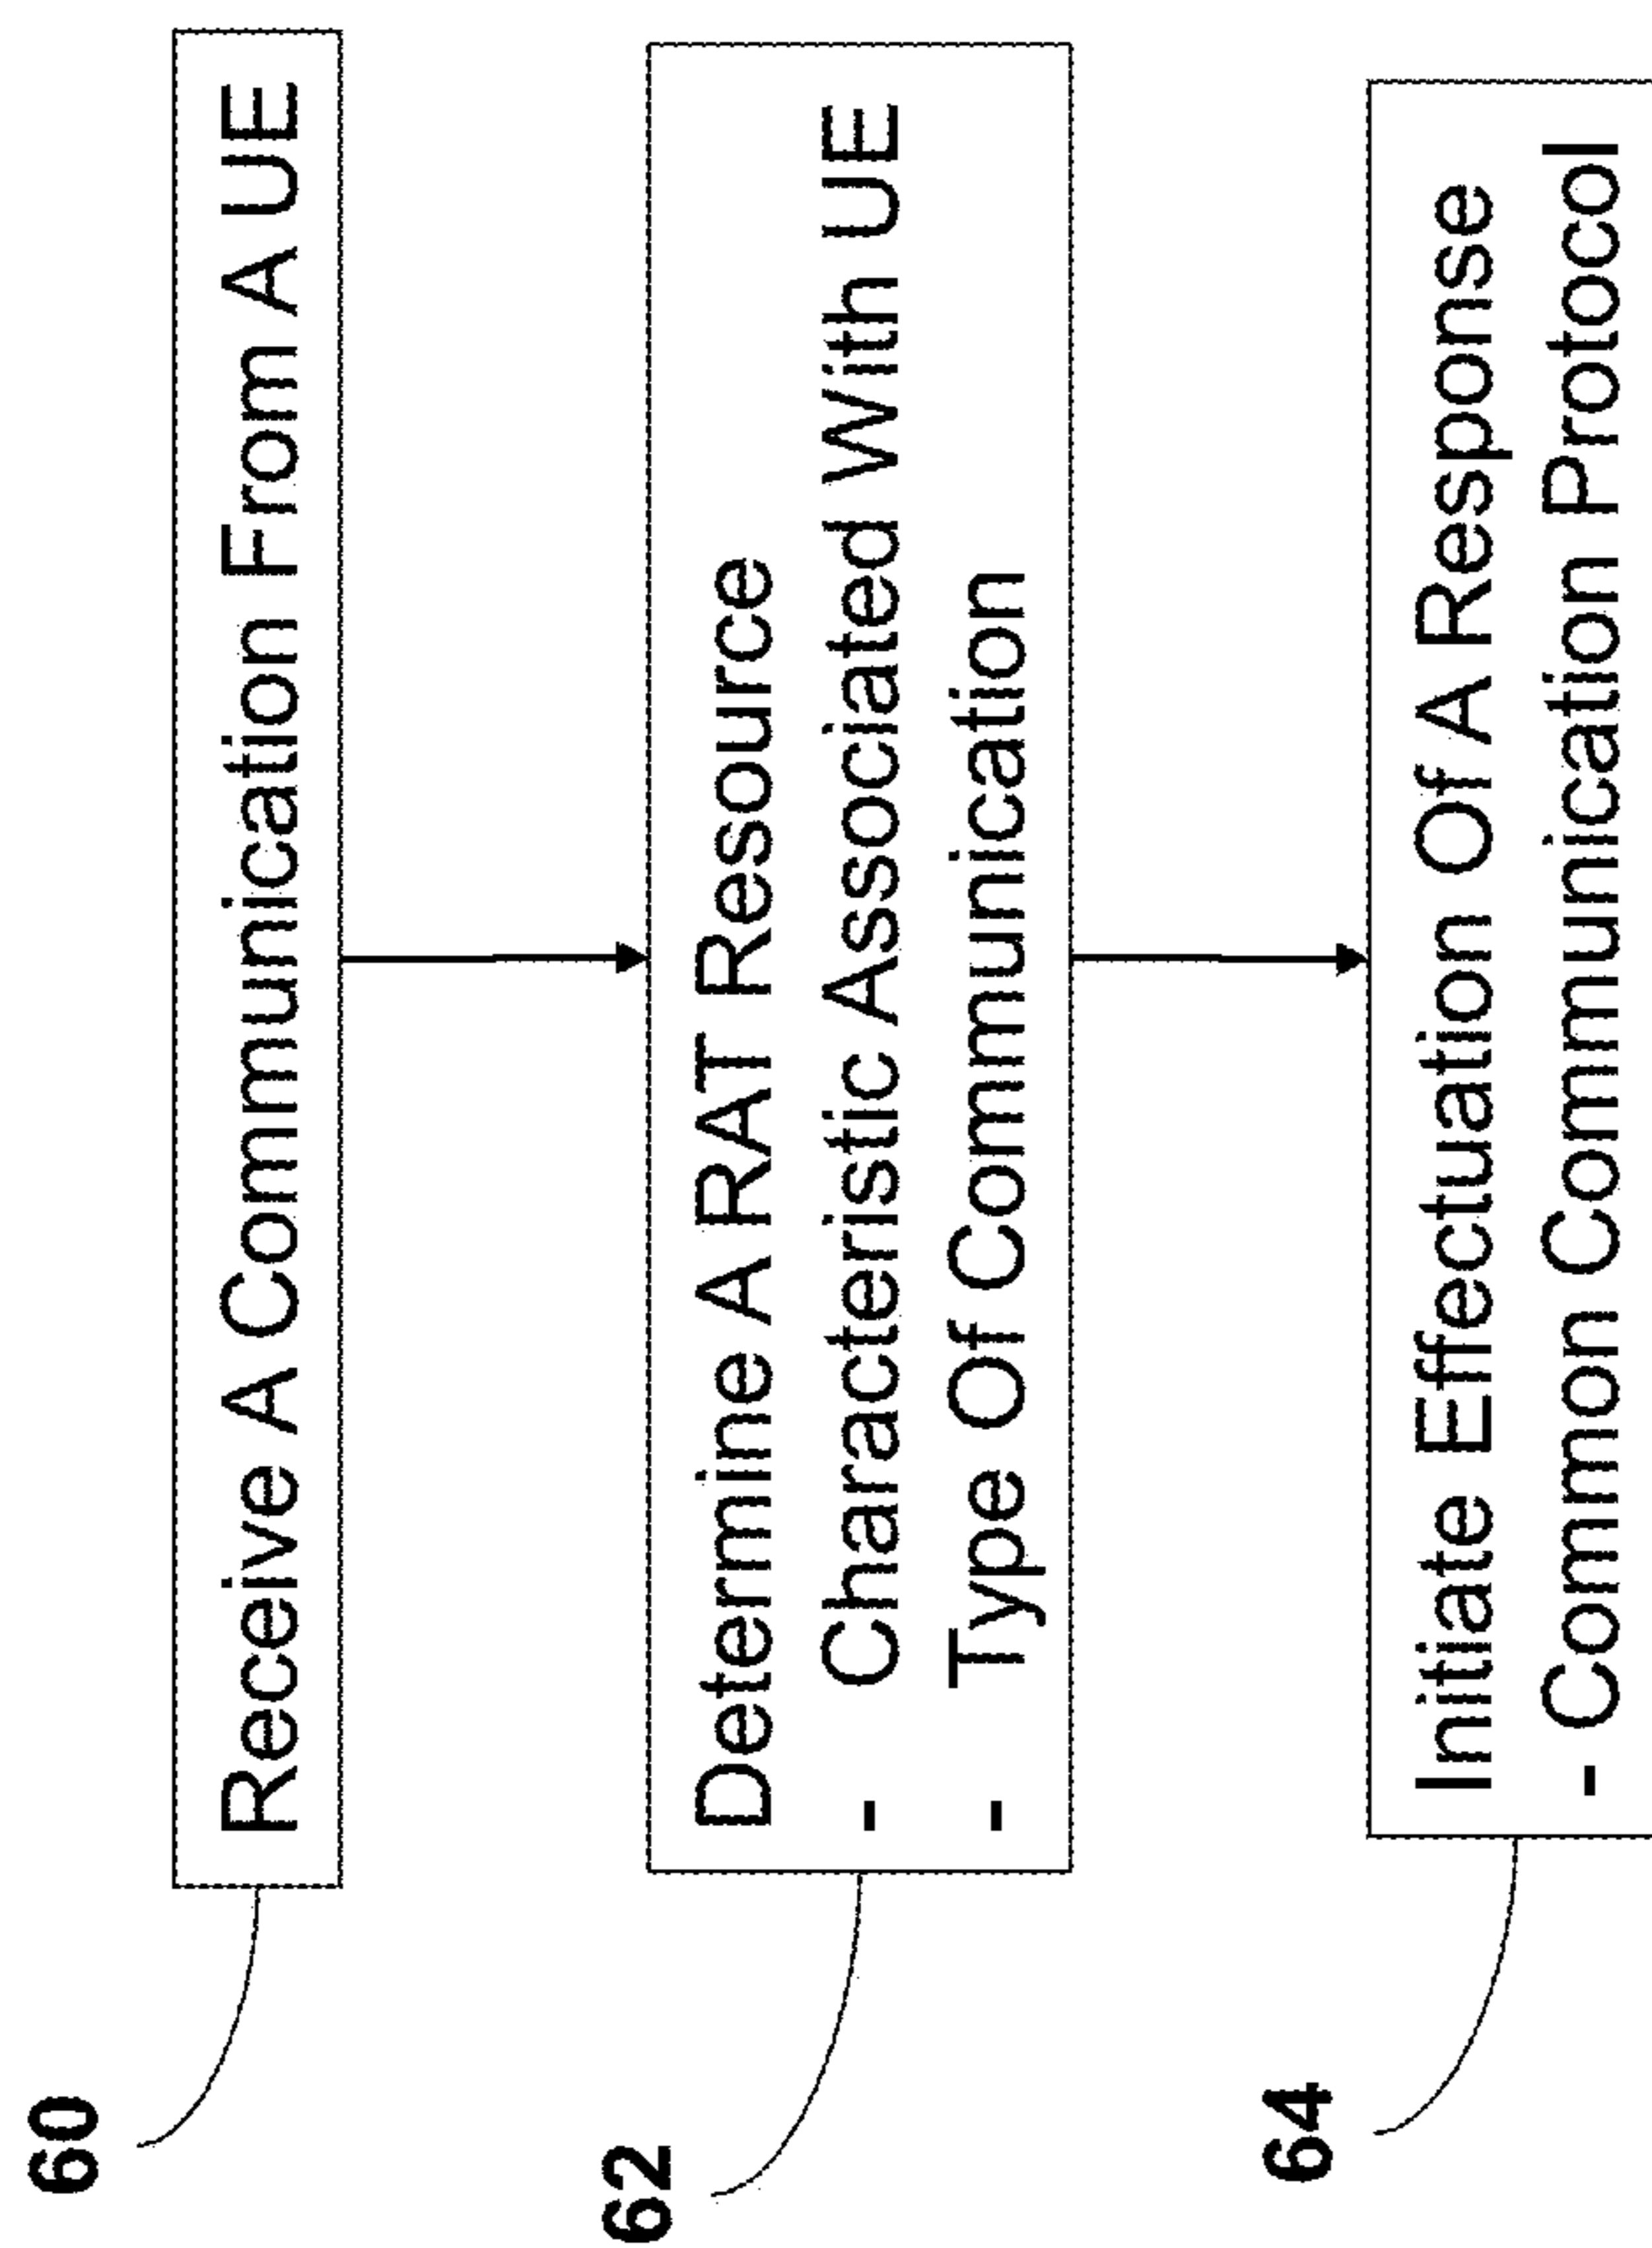 60
Receive A Communication From A UE
62
Determine A RAT Resource
- Characteristic Associated With UE
- Type Of Communication
64
Initiate Effectuation Of A Response
- Common Communication Protocol